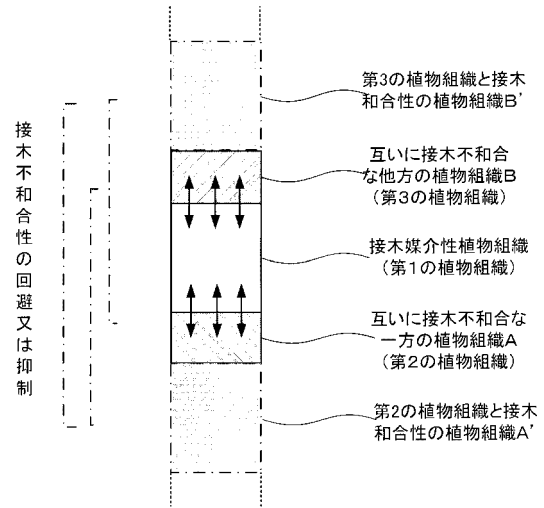 接木不和合性の回避又は抑制
第3の植物組織と接木
和合性の植物組織B'
互いに接木不和合
な他方の植物組織B
(第3の植物組織)
接木媒介性植物組織
(第1の植物組織)
互いに接木不和合な
一方の植物組織A
(第2の植物組織)
第2の植物組織と接木
和合性の植物組織A'